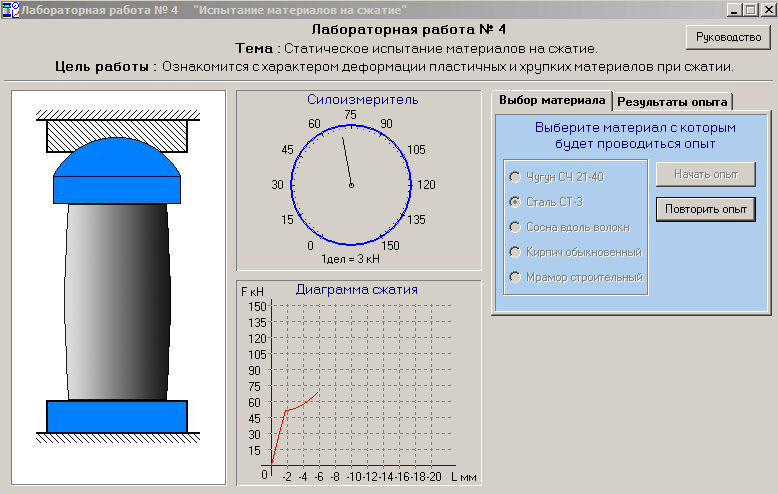 Лабораторная работа № 4 "Испытание материалов на сжатие"
Лабораторная работа № 4
Тема : Статическое испытание материалов на сжатие.
Цель работы : Ознакомится с характером деформации пластичных и хрупких материалов при сжатии.
Руководство
Силоизмеритель
75
60 90
45 105
30 120
15 135
0 150
1дел = 3 кН
Диаграмма сжатия
F кН
150
135
120
105
90
75
60
45
30
15
0 -2 -4 -6 -8 -10 -12 -14 -16 -18 -20 L мм
Выбор материала Результаты опыта
Выберите материал с которым
будет проводиться опыт
Чугун СЧ 21-40
Сталь СТ-3
Сосна вдоль волокн
Кирпич обыкновенный
Мрамор строительный
Начать опыт
Повторить опыт